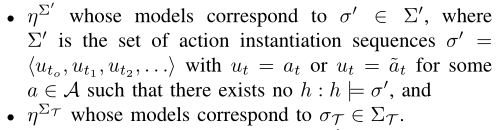 • η^{Σ′} whose models correspond to σ′ ∈ Σ′, where
Σ′ is the set of action instantiation sequences σ′ =
⟨u_{t_o}, u_{t_1}, u_{t_2}, . . .⟩ with u_t = a_t or u_t = ã_t for some
a ∈ 𝒜 such that there exists no h : h ⊨ σ′, and
• η^{Σ_𝒯} whose models correspond to σ_𝒯 ∈ Σ_𝒯.